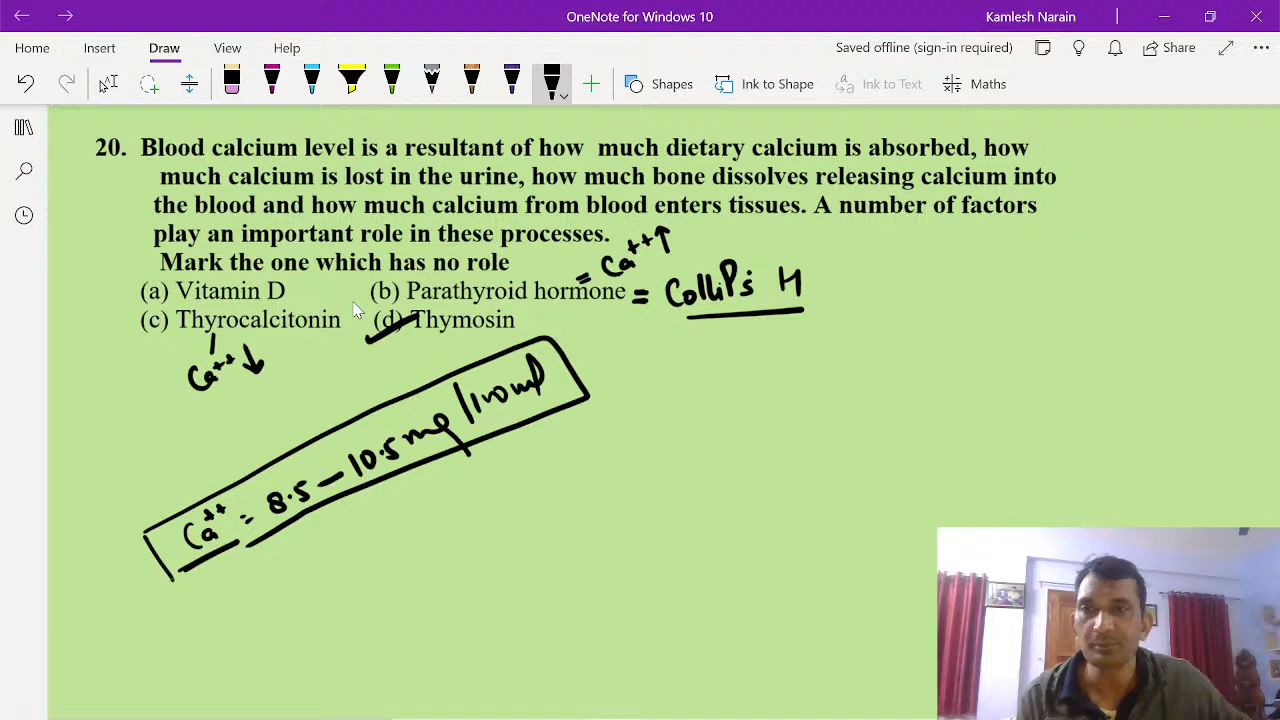 OneNote for Windows 10
Kamlesh Narain
Home Insert Draw View Help
Saved offline (sign-in required)
Share
Shapes
Ink to Shape
Ink to Text
Maths
20. Blood calcium level is a resultant of how much dietary calcium is absorbed, how
much calcium is lost in the urine, how much bone dissolves releasing calcium into
the blood and how much calcium from blood enters tissues. A number of factors
play an important role in these processes.
= Ca++ ↑
Mark the one which has no role
(a) Vitamin D (b) Parathyroid hormone = Collip's H
(c) Thyrocalcitonin (d) Thymosin
Ca++ ↓
Ca++ = 8.5 - 10.5 mg/100ml